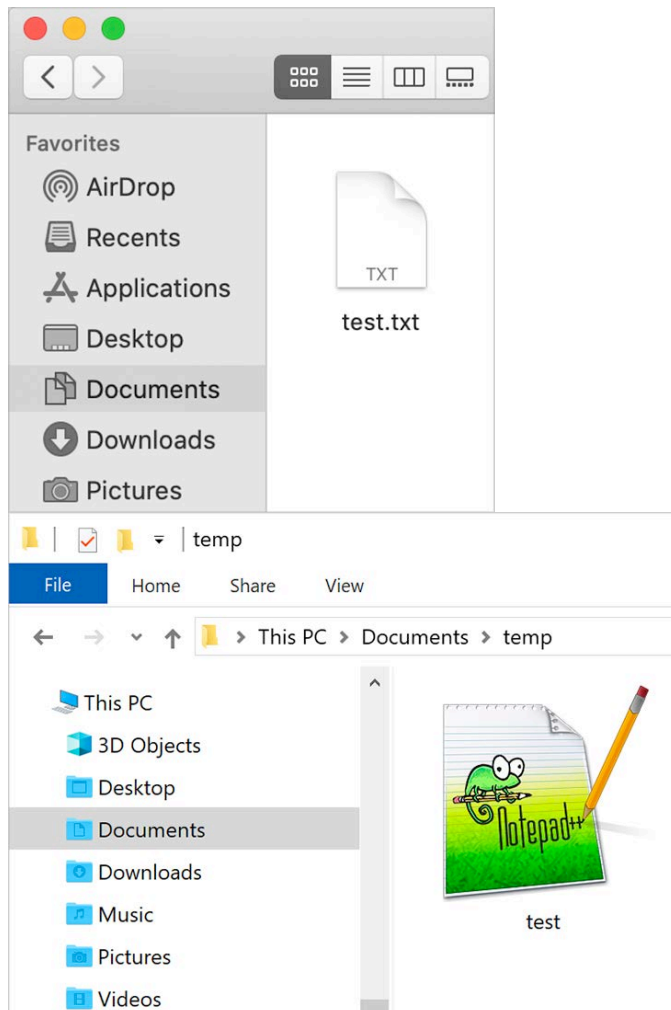 Favorites
AirDrop
Recents
Applications
Desktop
Documents
Downloads
Pictures
TXT
test.txt
temp
File Home Share View
This PC > Documents > temp
This PC
3D Objects
Desktop
Documents
Downloads
Music
Pictures
Videos
Notepad++
test